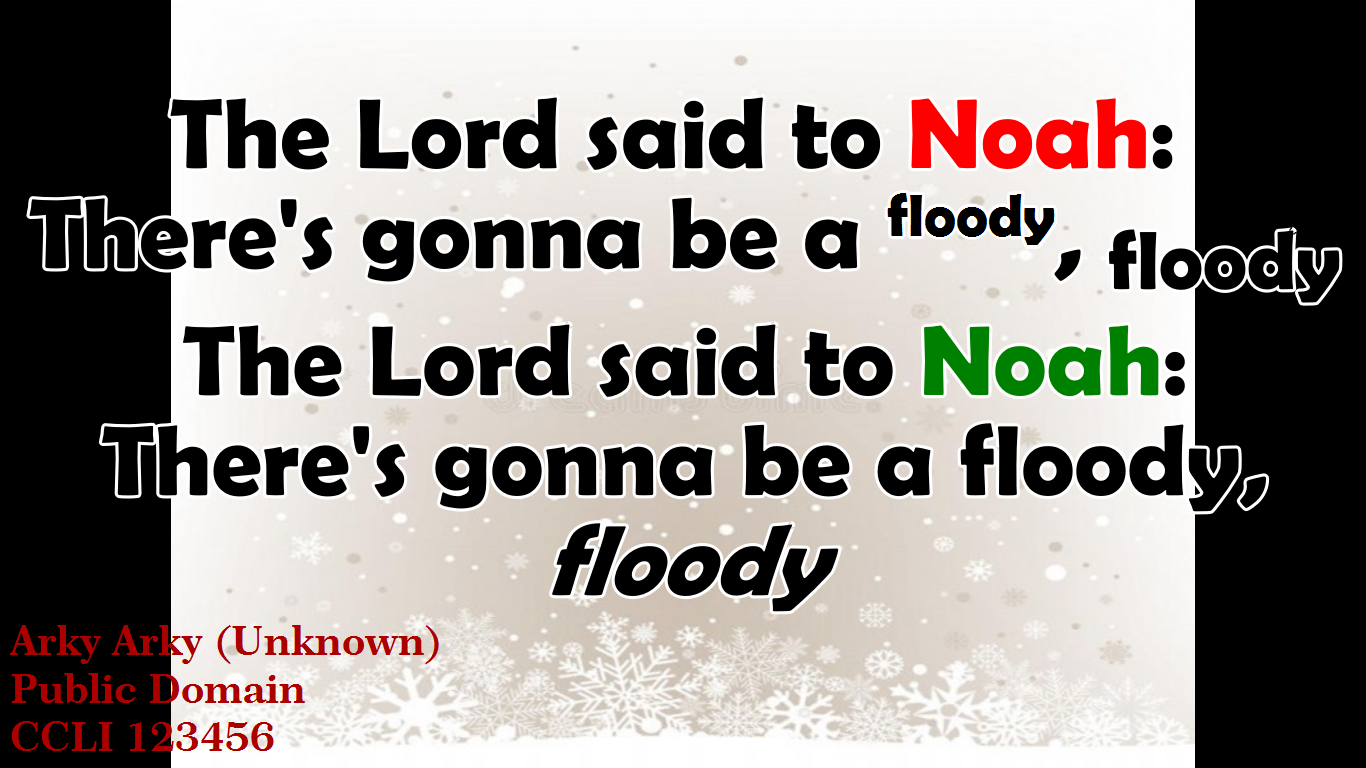 The Lord said to Noah:
There's gonna be a floody, floody
The Lord said to Noah:
There's gonna be a floody,
floody
Arky Arky (Unknown)
Public Domain
CCLI 123456